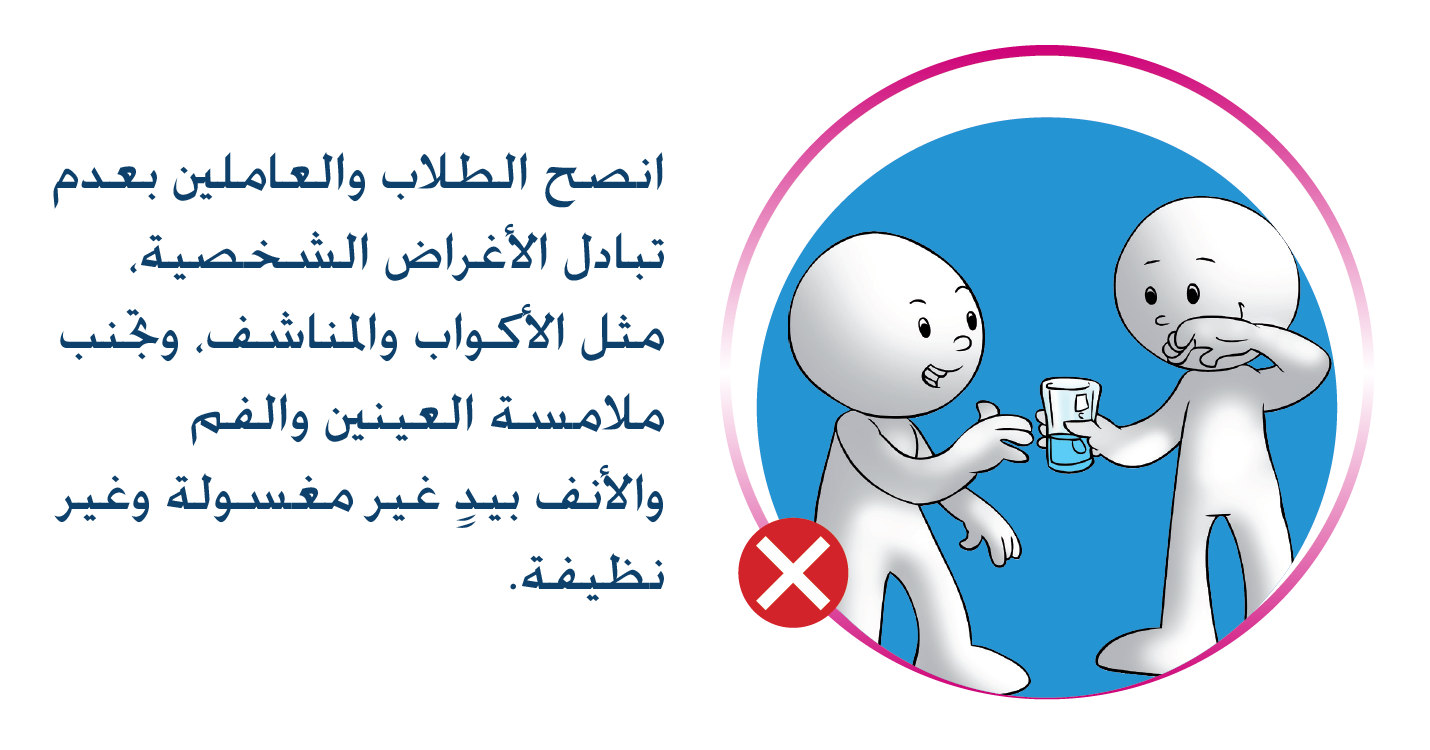 انصح الطلاب والعاملين بعدم
تبادل الأغراض الشخصية،
مثل الأكواب والمناشف، وتجنب
ملامسة العينين والفم
والأنف بيدٍ غير مغسولة وغير
نظيفة.